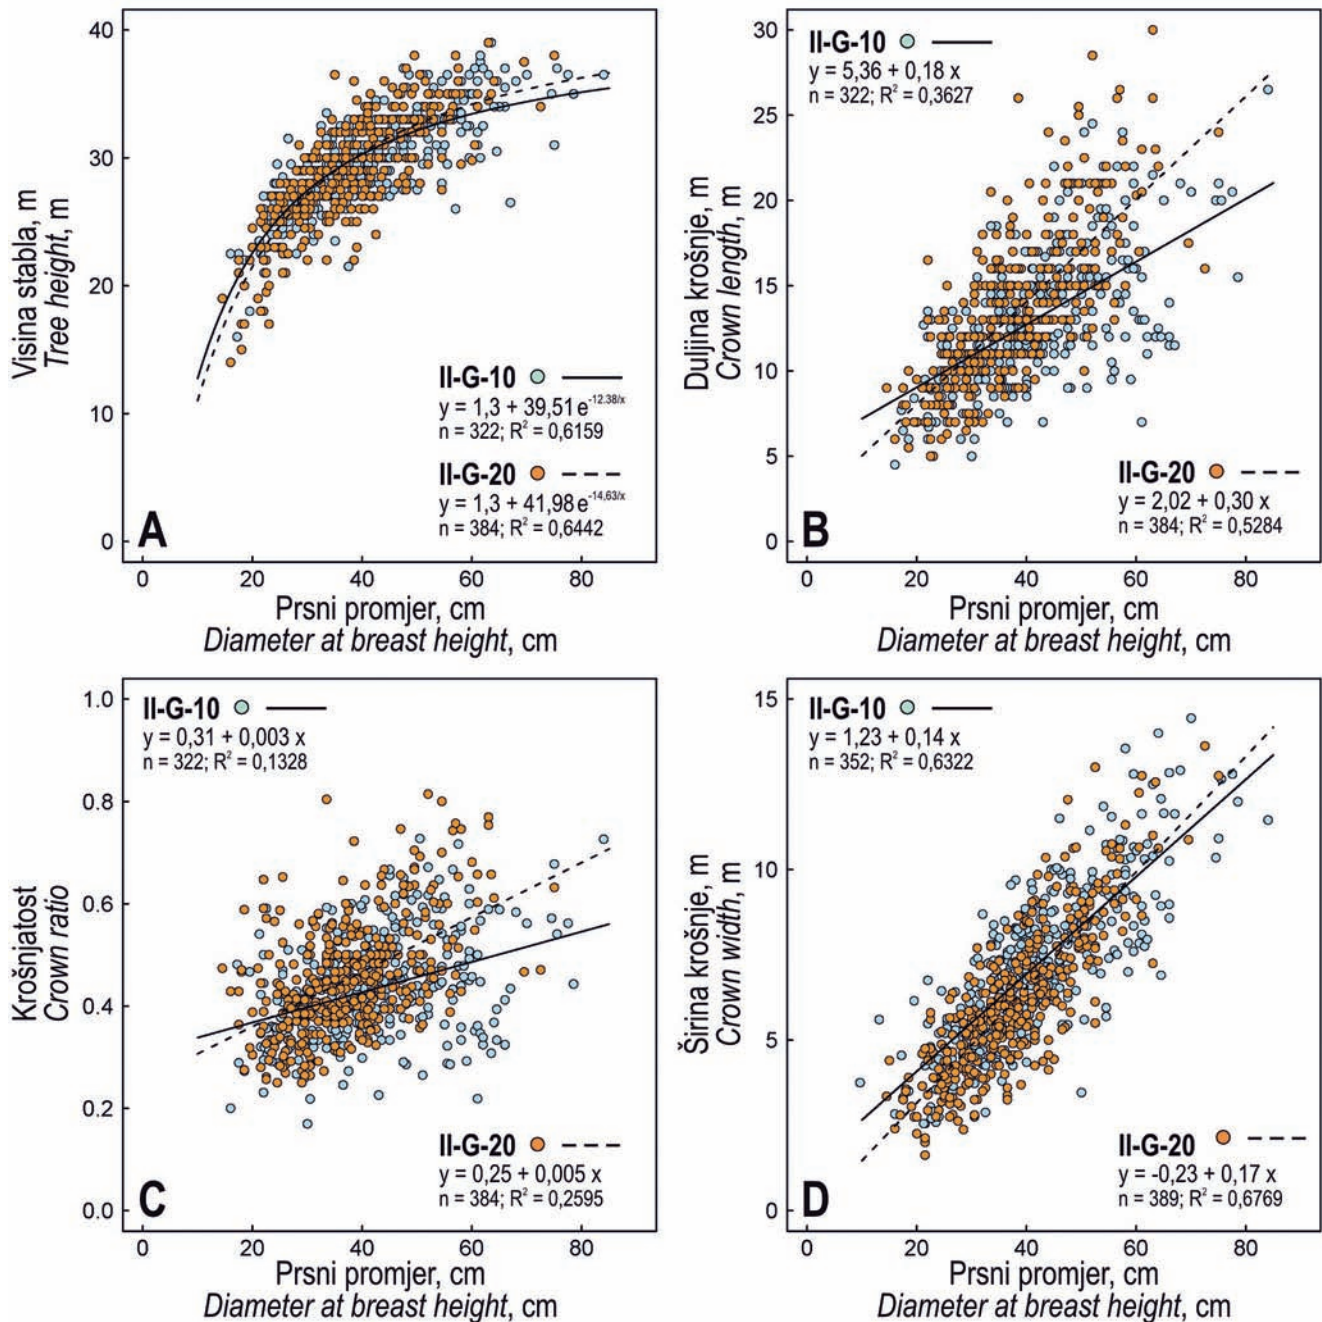 40
30
20
10
0
Visina stabla, m
Tree height, m
II-G-10
y = 1,3 + 39,51 e^-12.38/x
n = 322; R² = 0,6159
II-G-20
y = 1,3 + 41,98 e^-14,63/x
n = 384; R² = 0,6442
A
0 20 40 60 80
Prsni promjer, cm
Diameter at breast height, cm
30
25
20
15
10
5
0
Duljina krošnje, m
Crown length, m
II-G-10
y = 5,36 + 0,18 x
n = 322; R² = 0,3627
II-G-20
y = 2,02 + 0,30 x
n = 384; R² = 0,5284
B
0 20 40 60 80
Prsni promjer, cm
Diameter at breast height, cm
1.0
0.8
0.6
0.4
0.2
0.0
Krošnjatost
Crown ratio
II-G-10
y = 0,31 + 0,003 x
n = 322; R² = 0,1328
II-G-20
y = 0,25 + 0,005 x
n = 384; R² = 0,2595
C
0 20 40 60 80
Prsni promjer, cm
Diameter at breast height, cm
15
10
5
0
Širina krošnje, m
Crown width, m
II-G-10
y = 1,23 + 0,14 x
n = 352; R² = 0,6322
II-G-20
y = -0,23 + 0,17 x
n = 389; R² = 0,6769
D
0 20 40 60 80
Prsni promjer, cm
Diameter at breast height, cm